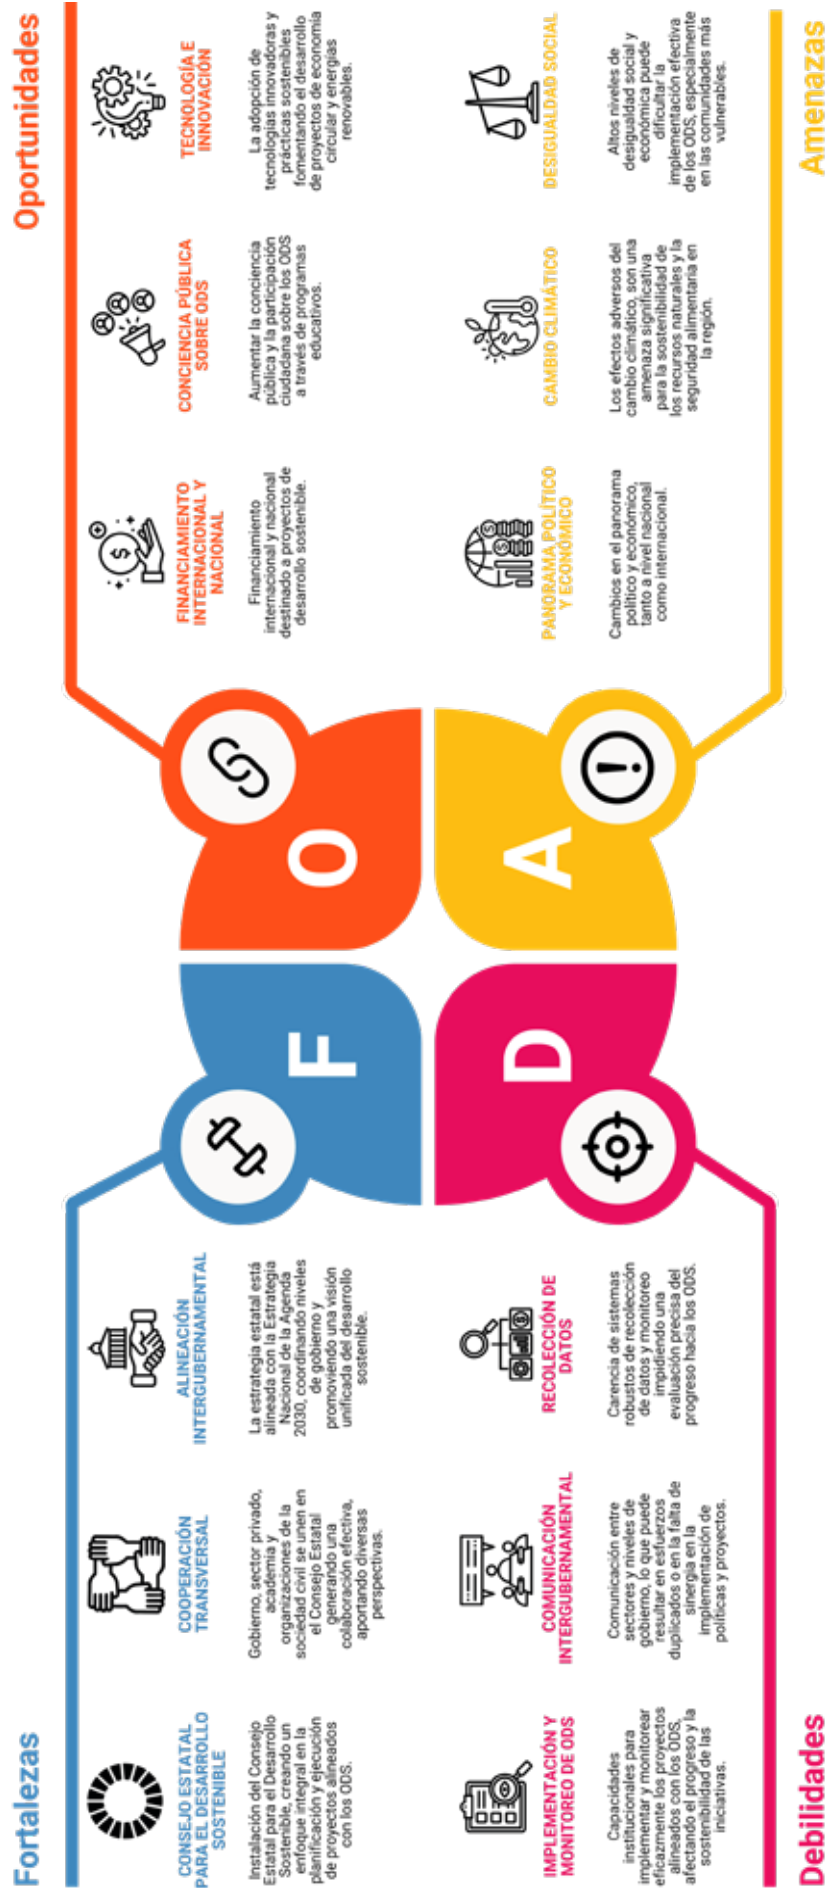 Fortalezas
CONSEJO ESTATAL
PARA EL DESARROLLO
SOSTENIBLE
Instalación del Consejo
Estatal para el Desarrollo
Sostenible, creando un
enfoque integral en la
planificación y ejecución
de proyectos alineados
con los ODS.
COOPERACIÓN
TRANSVERSAL
Gobierno, sector privado,
academia y
organizaciones de la
sociedad civil se unen en
el Consejo Estatal
generando una
colaboración efectiva,
aportando diversas
perspectivas.
ALINEACIÓN
INTERGUBERNAMENTAL
La estrategia estatal está
alineada con la Estrategia
Nacional de la Agenda
2030, coordinando niveles
de gobierno y
promoviendo una visión
unificada del desarrollo
sostenible.
F
O
Oportunidades
FINANCIAMIENTO
INTERNACIONAL Y
NACIONAL
Financiamiento
internacional y nacional
destinado a proyectos de
desarrollo sostenible.
CONCIENCIA PÚBLICA
SOBRE ODS
Aumentar la conciencia
pública y la participación
ciudadana sobre los ODS
a través de programas
educativos.
TECNOLOGÍA E
INNOVACIÓN
La adopción de
tecnologías innovadoras y
prácticas sostenibles
fomentando el desarrollo
de proyectos de economía
circular y energías
renovables.
IMPLEMENTACIÓN Y
MONITOREO DE ODS
Capacidades
institucionales para
implementar y monitorear
eficazmente los proyectos
alineados con los ODS,
afectando el progreso y la
sostenibilidad de las
iniciativas.
COMUNICACIÓN
INTERGUBERNAMENTAL
Comunicación entre
sectores y niveles de
gobierno, lo que puede
resultar en esfuerzos
duplicados o en la falta de
sinergia en la
implementación de
políticas y proyectos.
RECOLECCIÓN DE
DATOS
Carencia de sistemas
robustos de recolección
de datos y monitoreo
impidiendo una
evaluación precisa del
progreso hacia los ODS.
Debilidades
D
A
PANORAMA POLÍTICO
Y ECONÓMICO
Cambios en el panorama
político y económico,
tanto a nivel nacional
como internacional.
CAMBIO CLIMÁTICO
Los efectos adversos del
cambio climático, son una
amenaza significativa
para la sostenibilidad de
los recursos naturales y la
seguridad alimentaria en
la región.
DESIGUALDAD SOCIAL
Altos niveles de
desigualdad social y
económica puede
dificultar la
implementación efectiva
de los ODS, especialmente
en las comunidades más
vulnerables.
Amenazas